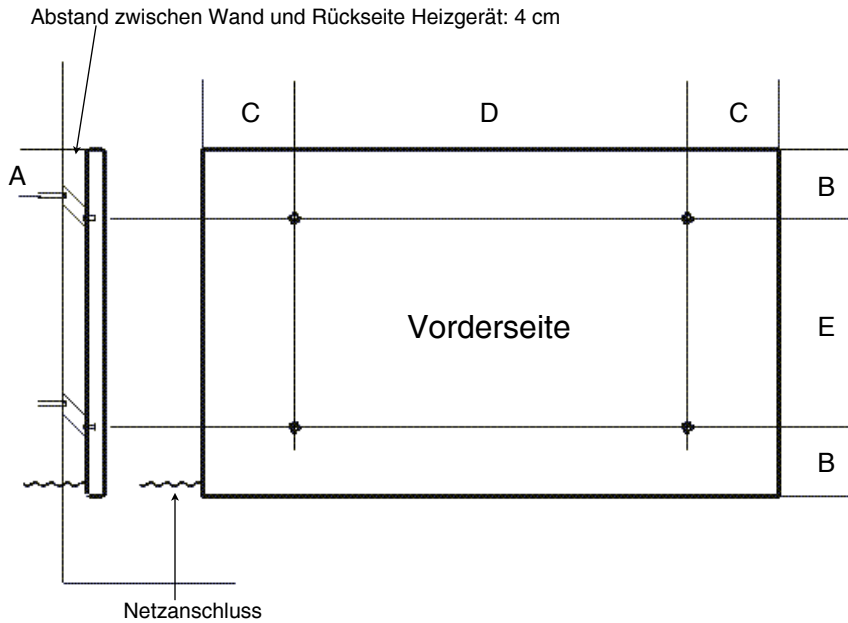 Abstand zwischen Wand und Rückseite Heizgerät: 4 cm
C D C
A
B
Vorderseite
E
B
Netzanschluss